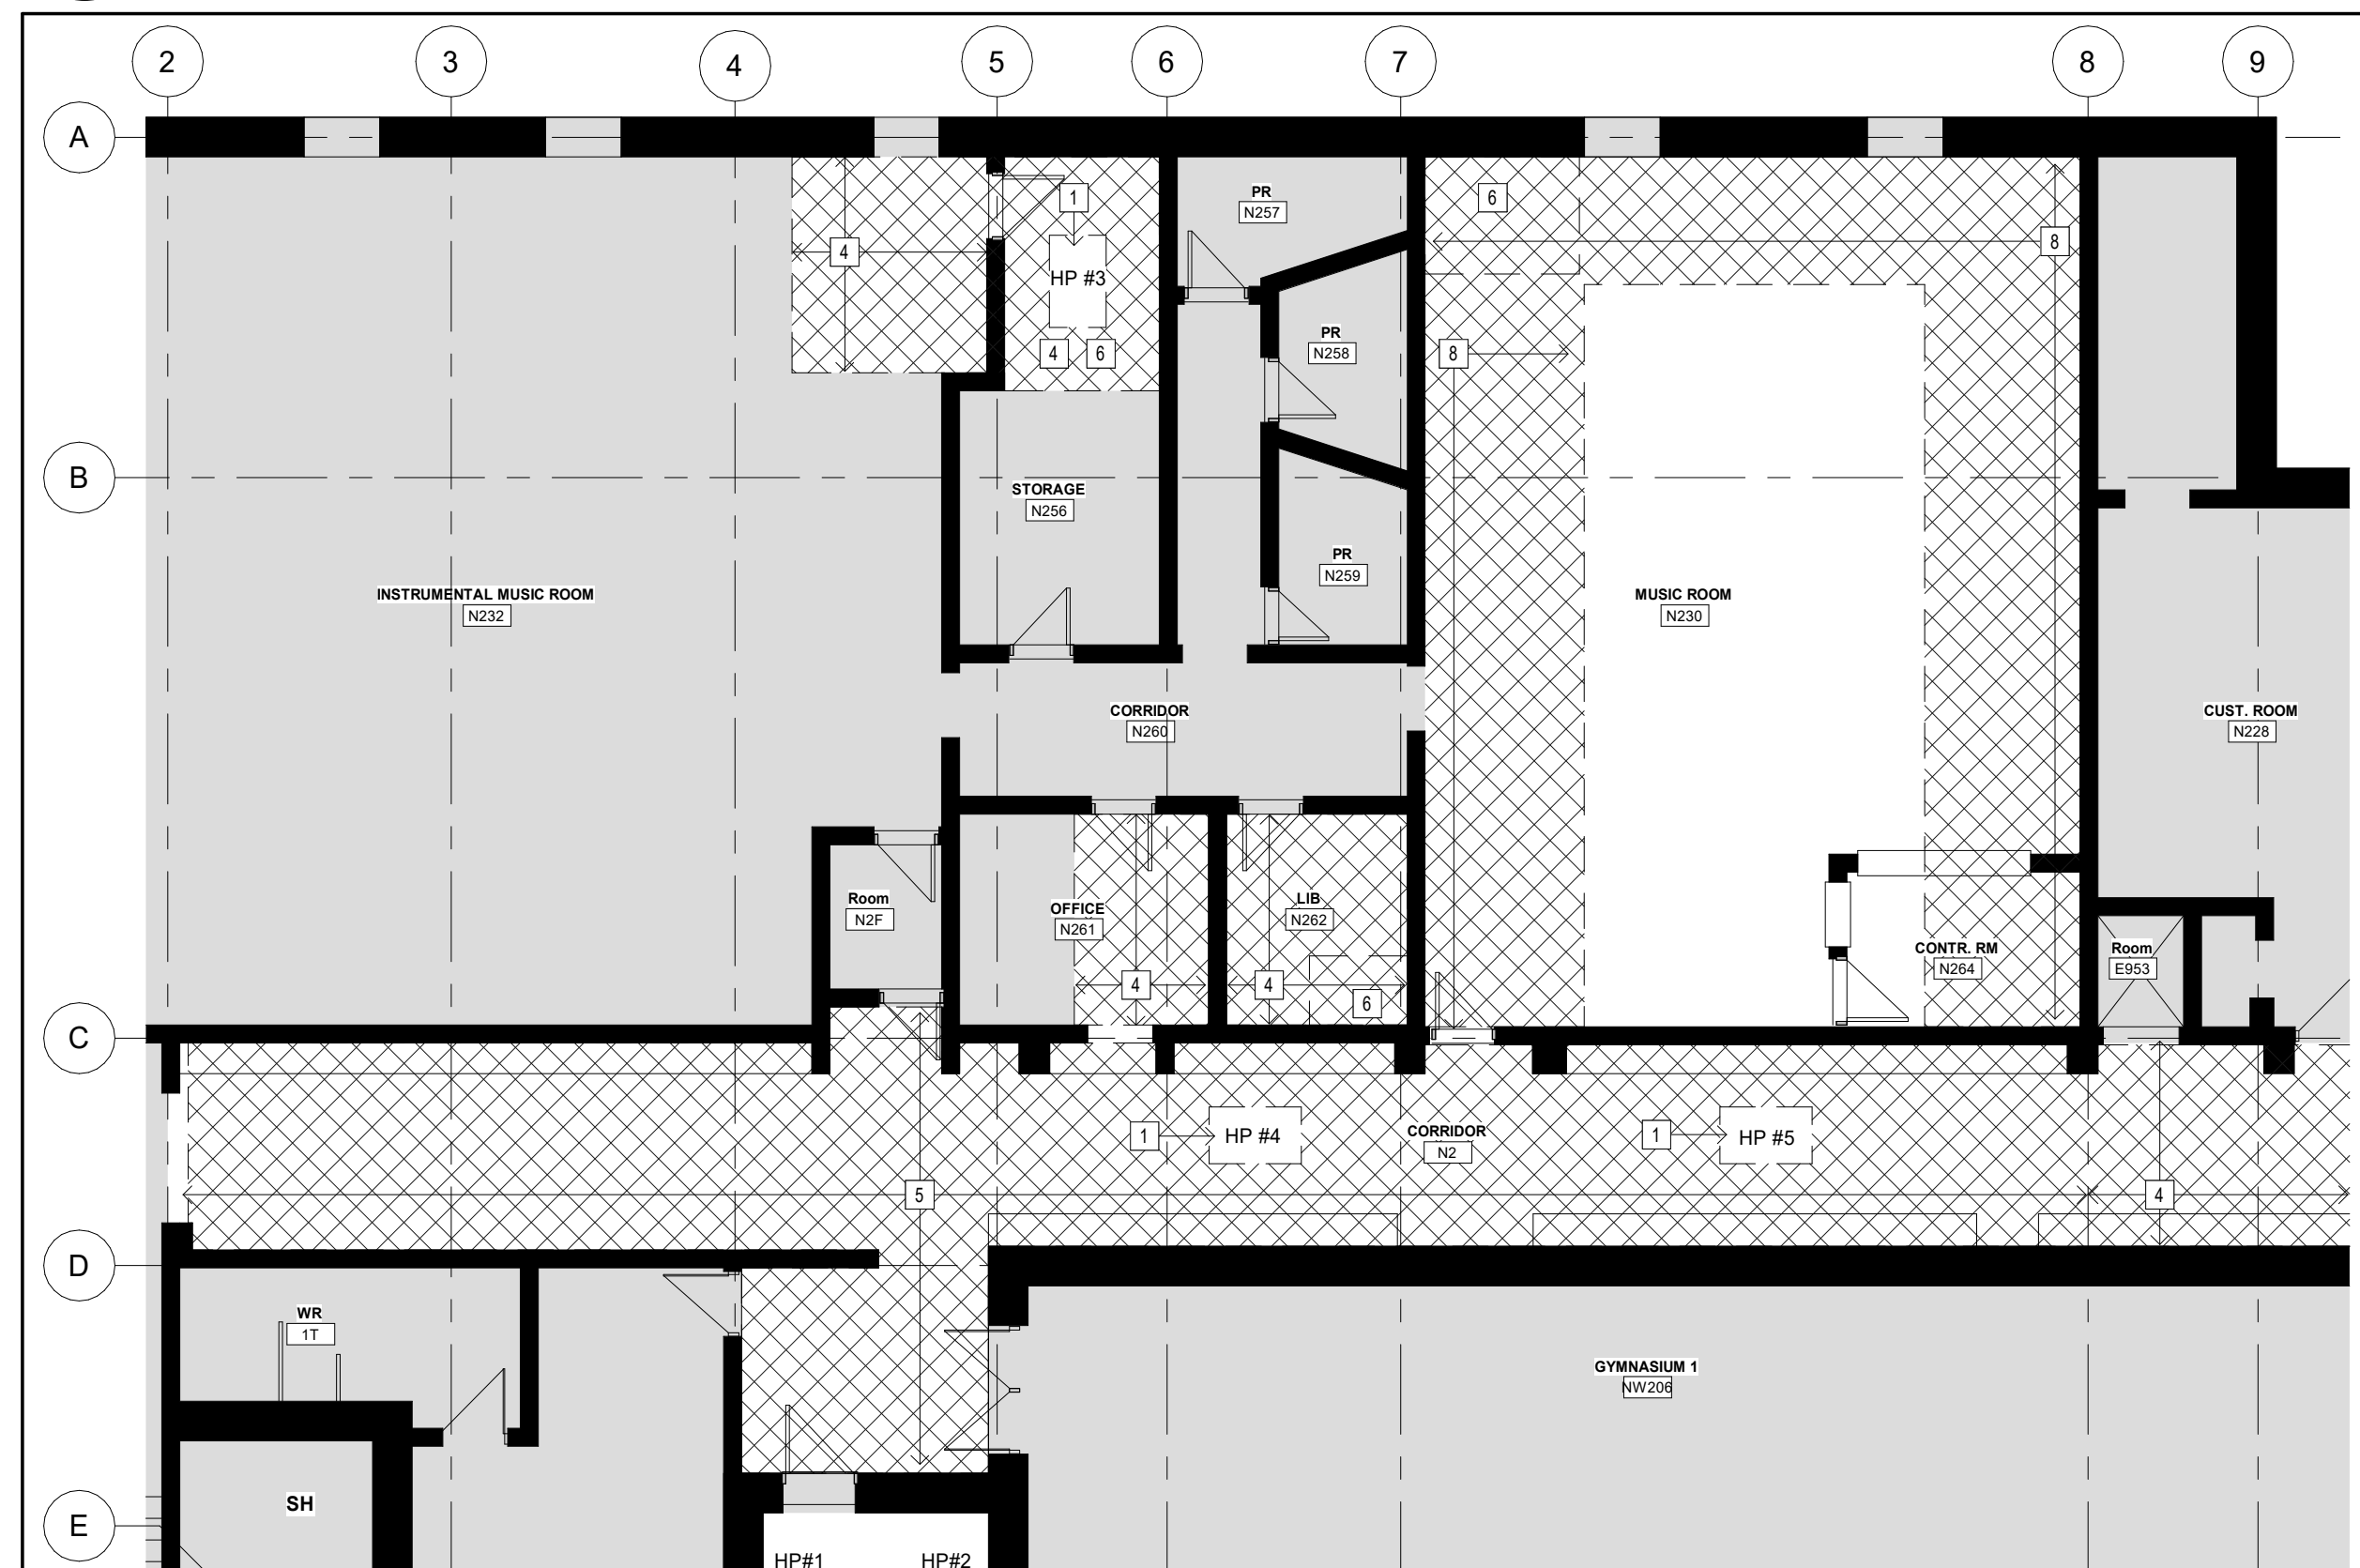 2 3 4 5 6 7 8 9
A
PR
N257
1
6
4
8
HP #3
PR
N258
4 6
8
B
STORAGE
N256
PR
N259
INSTRUMENTAL MUSIC ROOM
N232
MUSIC ROOM
N230
CORRIDOR
N260
CUST. ROOM
N228
Room
N2F
OFFICE
N261
LIB
N262
CONTR. RM
N264
Room
E953
4
4
6
C
1
HP #4
CORRIDOR
N2
1
HP #5
5
4
D
WR
1T
GYMNASIUM 1
NW206
SH
E
HP#1
HP#2